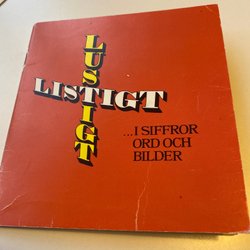 LUSTIGT
LISTIGT
...I SIFFROR
ORD OCH
BILDER